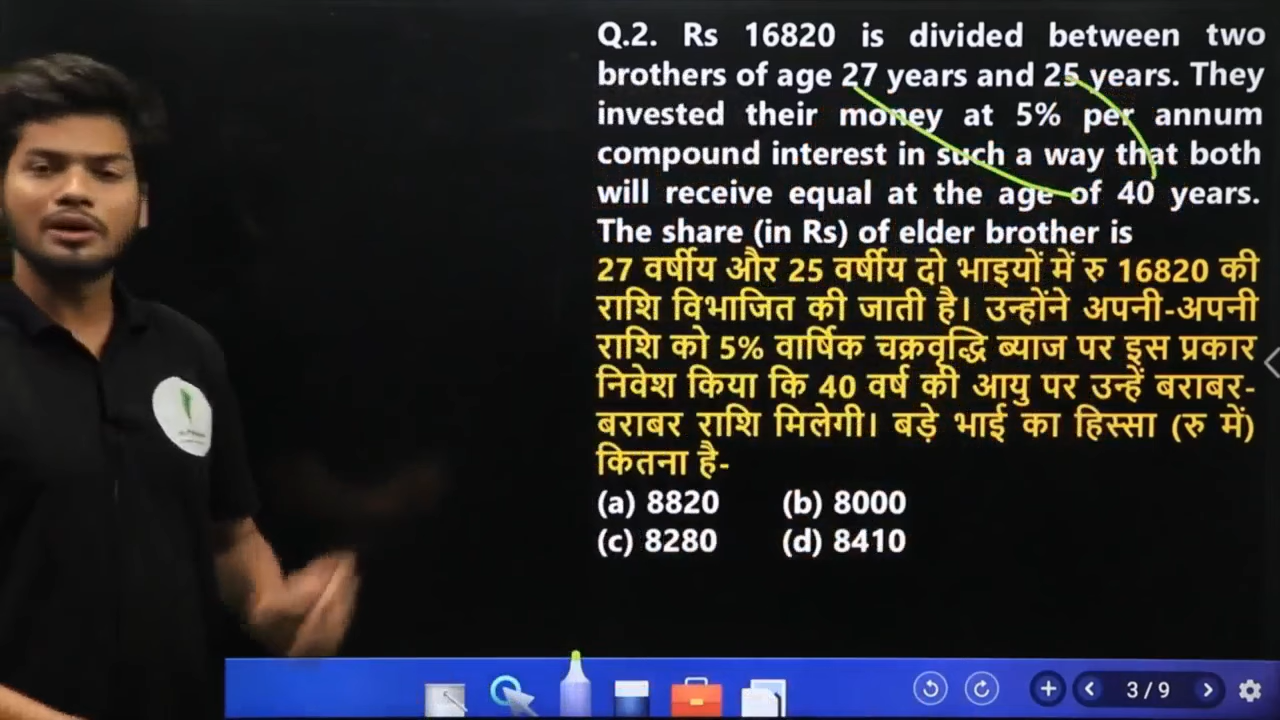 Q.2. Rs 16820 is divided between two
brothers of age 27 years and 25 years. They
invested their money at 5% per annum
compound interest in such a way that both
will receive equal at the age of 40 years.
The share (in Rs) of elder brother is
27 वर्षीय और 25 वर्षीय दो भाइयों में रु 16820 की
राशि विभाजित की जाती है। उन्होंने अपनी-अपनी
राशि को 5% वार्षिक चक्रवृद्धि ब्याज पर इस प्रकार
निवेश किया कि 40 वर्ष की आयु पर उन्हें बराबर-
बराबर राशि मिलेगी। बड़े भाई का हिस्सा (रु में)
कितना है-
(a) 8820 (b) 8000
(c) 8280 (d) 8410
3 / 9